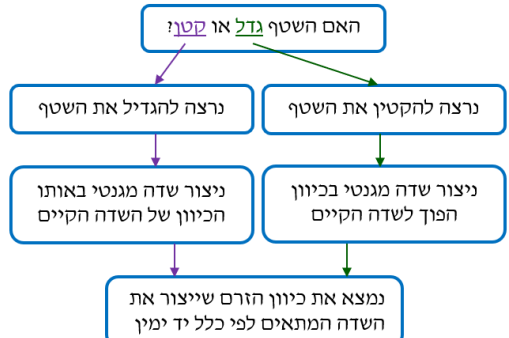 האם השטף גדל או קטן?
נרצה להקטין את השטף
נרצה להגדיל את השטף
ניצור שדה מגנטי בכיוון
הפוך לשדה הקיים
ניצור שדה מגנטי באותו
הכיוון של השדה הקיים
נמצא את כיוון הזרם שייצור את
השדה המתאים לפי כלל יד ימין